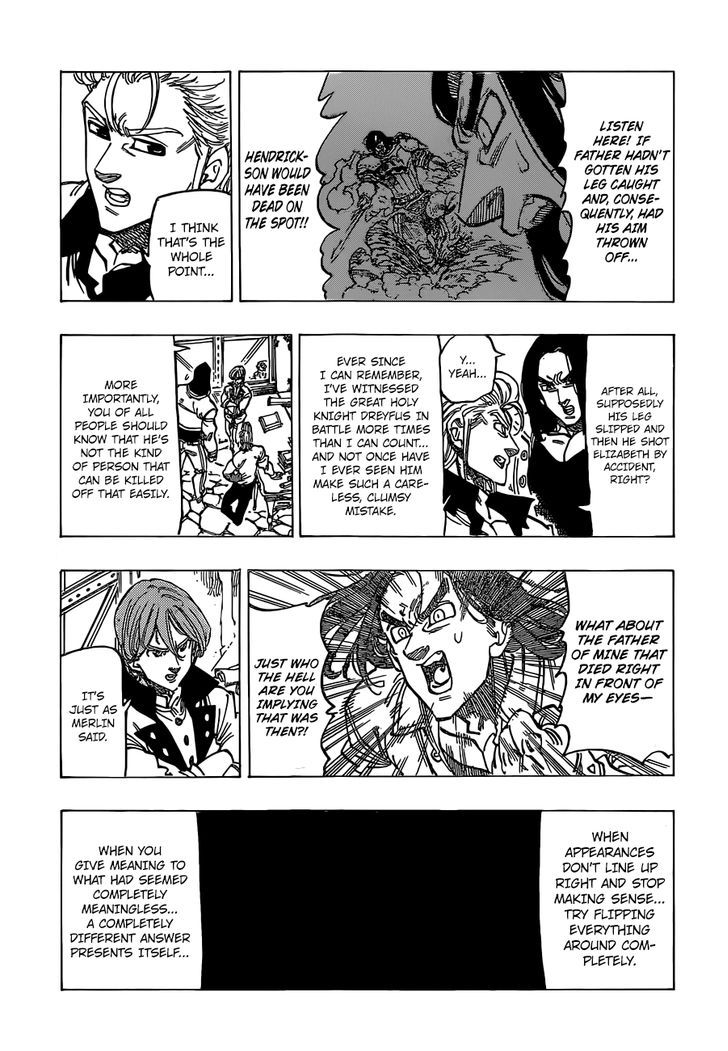 LISTEN
HERE! IF
FATHER HADN'T
GOTTEN HIS
LEG CAUGHT
AND, CONSE-
QUENTLY, HAD
HIS AIM
THROWN
OFF...
HENDRICK-
SON WOULD
HAVE BEEN
DEAD ON
THE SPOT!!
I THINK
THAT'S THE
WHOLE
POINT...
AFTER ALL,
SUPPOSEDLY
HIS LEG
SLIPPED AND
THEN HE SHOT
ELIZABETH BY
ACCIDENT,
RIGHT?
Y...
YEAH...
EVER SINCE
I CAN REMEMBER,
I'VE WITNESSED
THE GREAT HOLY
KNIGHT DREYFUS IN
BATTLE MORE TIMES
THAN I CAN COUNT...
AND NOT ONCE HAVE
I EVER SEEN HIM
MAKE SUCH A CARE-
LESS, CLUMSY
MISTAKE.
MORE
IMPORTANTLY,
YOU OF ALL
PEOPLE SHOULD
KNOW THAT HE'S
NOT THE KIND
OF PERSON THAT
CAN BE KILLED
OFF THAT EASILY.
WHAT ABOUT
THE FATHER
OF MINE THAT
DIED RIGHT
IN FRONT OF
MY EYES—
JUST WHO
THE HELL
ARE YOU
IMPLYING
THAT WAS
THEN?!
IT'S
JUST AS
MERLIN
SAID.
WHEN
APPEARANCES
DON'T LINE UP
RIGHT AND STOP
MAKING SENSE...
TRY FLIPPING
EVERYTHING
AROUND COM-
PLETELY.
WHEN YOU
GIVE MEANING TO
WHAT HAD SEEMED
COMPLETELY
MEANINGLESS...
A COMPLETELY
DIFFERENT ANSWER
PRESENTS ITSELF...